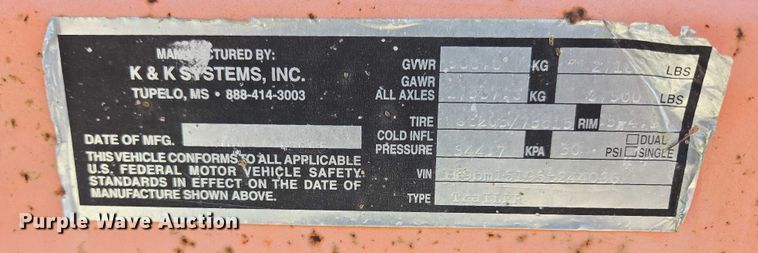 MANUFACTURED BY:
K & K SYSTEMS, INC.
TUPELO, MS • 888-414-3003
DATE OF MFG.
THIS VEHICLE CONFORMS TO ALL APPLICABLE
U.S. FEDERAL MOTOR VEHICLE SAFETY
STANDARDS IN EFFECT ON THE DATE OF
MANUFACTURE SHOWN ABOVE.
GVWR KG LBS
GAWR
ALL AXLES KG LBS
TIRE RIM
COLD INFL DUAL
PRESSURE KPA 50 PSI SINGLE
VIN
TYPE Trailer
Purple Wave Auction